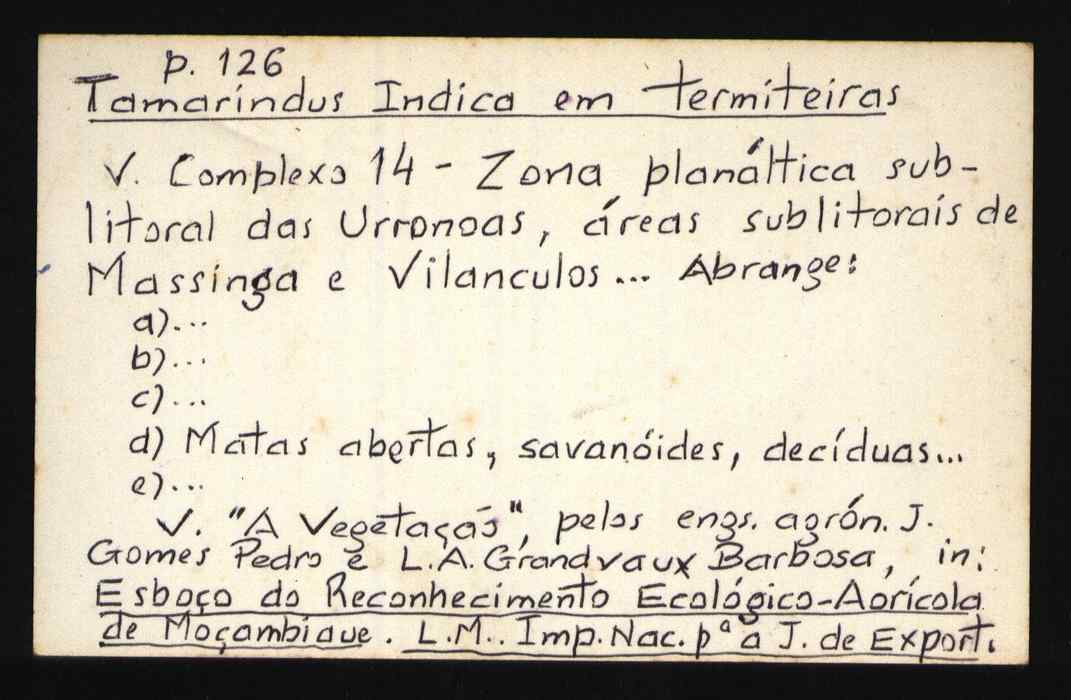 p. 126
Tamarindus Indica em termiteiras
V. Complexo 14 - Zona planáltica sub-
litoral das Urronoas, áreas sublitorais de
Massinga e Vilanculos... Abrange:
a)...
b)...
c)...
d) Matas abertas, savanóides, decíduas...
e)...
V. "A Vegetação", pelos engs. agrón. J.
Gomes Pedro e L.A. Grandvaux Barbosa, in:
Esboço do Reconhecimento Ecológico-Agrícola
de Moçambique. L.M.. Imp. Nac. pª a J. de Export.